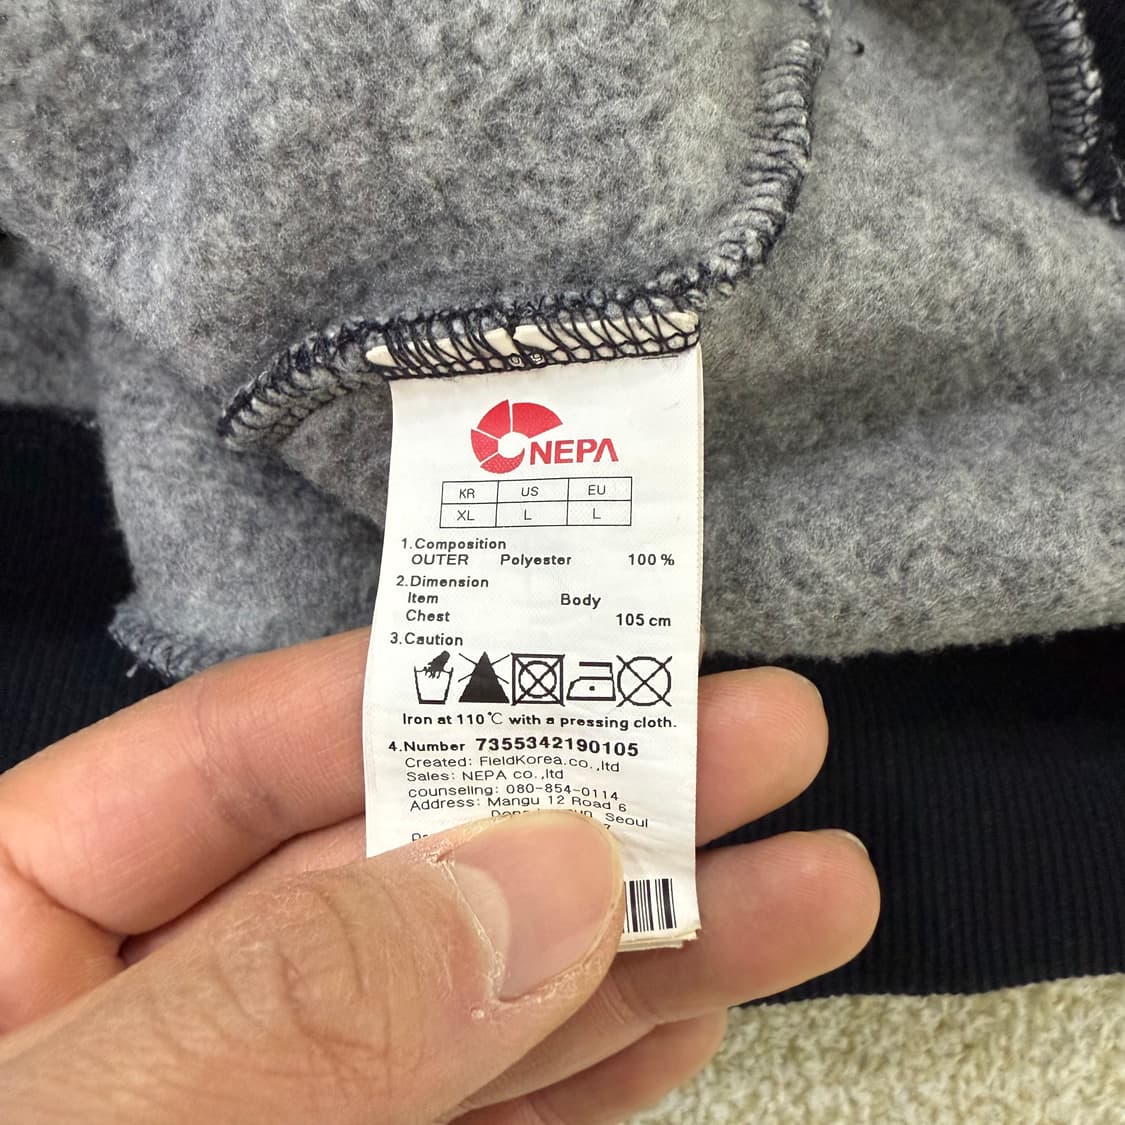 NEPA
KR US EU
XL L L
1.Composition
OUTER Polyester 100 %
2.Dimension
Item Body
Chest 105 cm
3.Caution
Iron at 110℃ with a pressing cloth.
4.Number 7355342190105
Created: FieldKorea.co.,ltd
Sales: NEPA co.,ltd
counseling: 080-854-0114
Address: Mangu 12 Road 6
Seoul
7